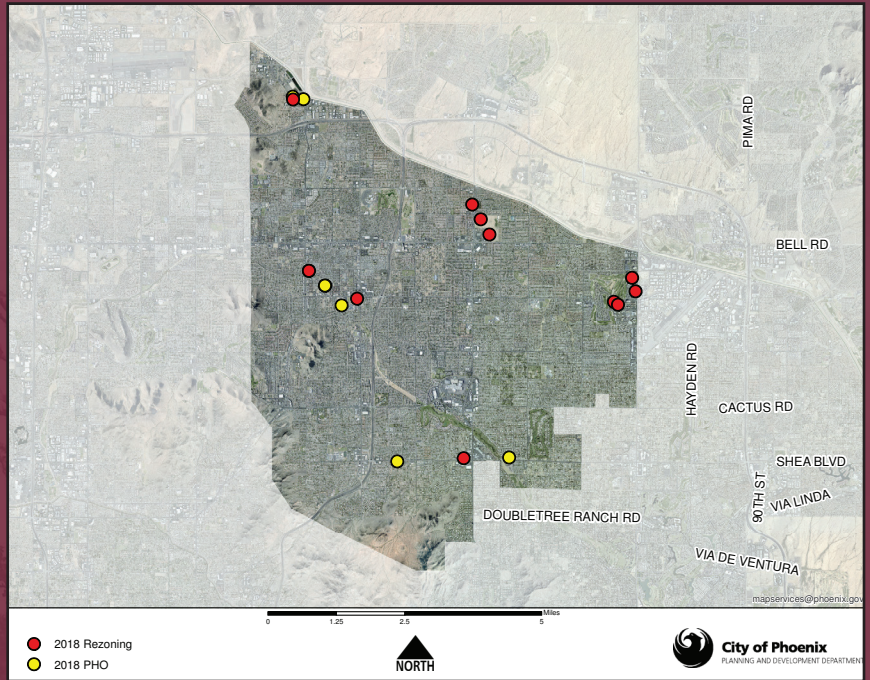 PIMA RD
BELL RD
HAYDEN RD
CACTUS RD
SHEA BLVD
90TH ST
VIA LINDA
DOUBLETREE RANCH RD
VIA DE VENTURA
mapservices@phoenix.gov
Miles
0 1.25 2.5 5
2018 Rezoning
2018 PHO
NORTH
City of Phoenix
PLANNING AND DEVELOPMENT DEPARTMENT